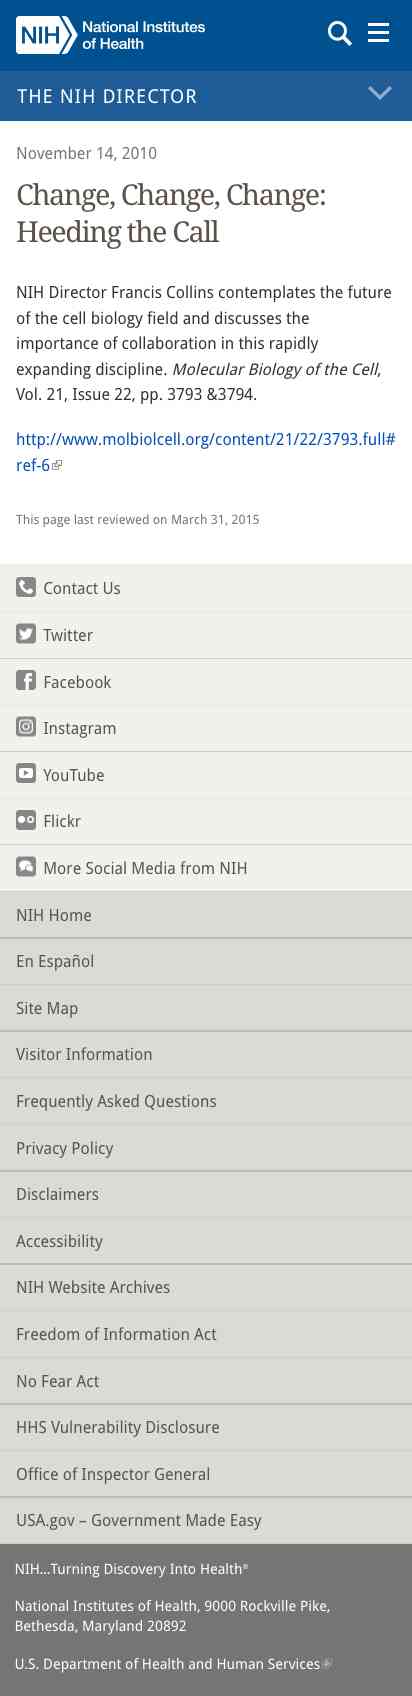 NIH
National Institutes
of Health
THE NIH DIRECTOR
November 14, 2010
Change, Change, Change:
Heeding the Call
NIH Director Francis Collins contemplates the future
of the cell biology field and discusses the
importance of collaboration in this rapidly
expanding discipline. Molecular Biology of the Cell,
Vol. 21, Issue 22, pp. 3793 &3794.
http://www.molbiolcell.org/content/21/22/3793.full#
ref-6
This page last reviewed on March 31, 2015
Contact Us
Twitter
Facebook
Instagram
YouTube
Flickr
More Social Media from NIH
NIH Home
En Español
Site Map
Visitor Information
Frequently Asked Questions
Privacy Policy
Disclaimers
Accessibility
NIH Website Archives
Freedom of Information Act
No Fear Act
HHS Vulnerability Disclosure
Office of Inspector General
USA.gov – Government Made Easy
NIH...Turning Discovery Into Health®
National Institutes of Health, 9000 Rockville Pike,
Bethesda, Maryland 20892
U.S. Department of Health and Human Services